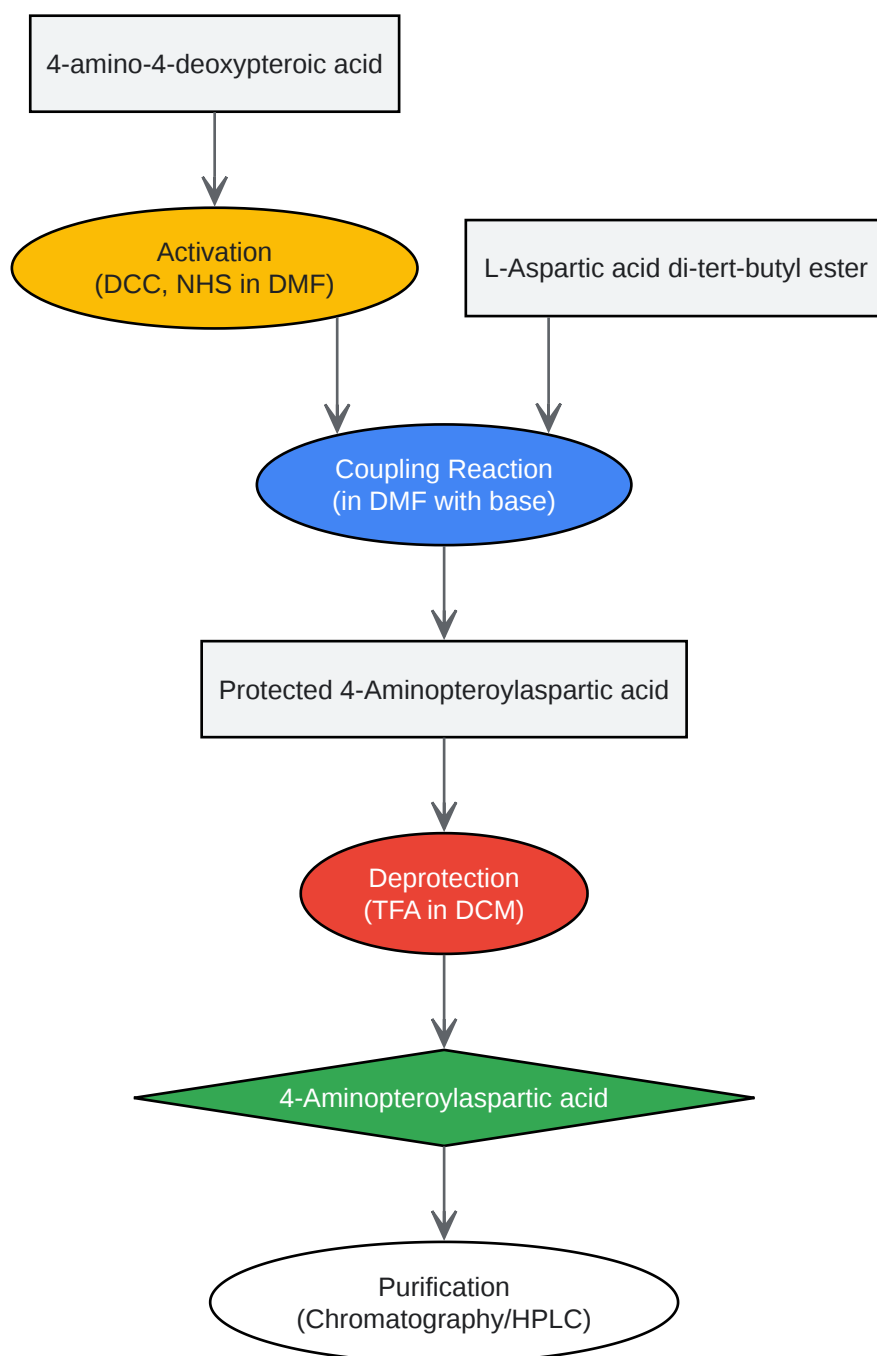 4-amino-4-deoxypteroic acid
Activation
(DCC, NHS in DMF)
L-Aspartic acid di-tert-butyl ester
Coupling Reaction
(in DMF with base)
Protected 4-Aminopteroylaspartic acid
Deprotection
(TFA in DCM)
4-Aminopteroylaspartic acid
Purification
(Chromatography/HPLC)